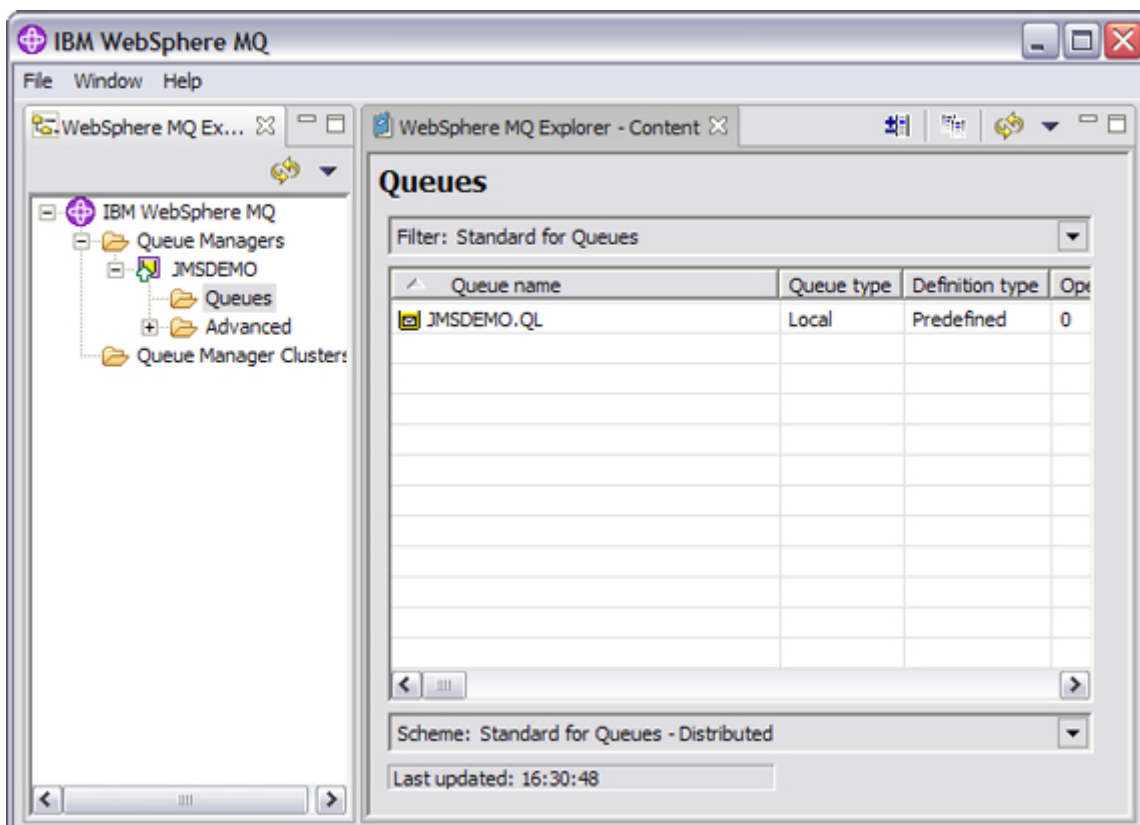 IBM WebSphere MQ
File Window Help
WebSphere MQ Ex...
IBM WebSphere MQ
Queue Managers
JMSDEMO
Queues
Advanced
Queue Manager Clusters
WebSphere MQ Explorer - Content
Queues
Filter: Standard for Queues
Queue name Queue type Definition type Ope
JMSDEMO.QL Local Predefined 0
Scheme: Standard for Queues - Distributed
Last updated: 16:30:48